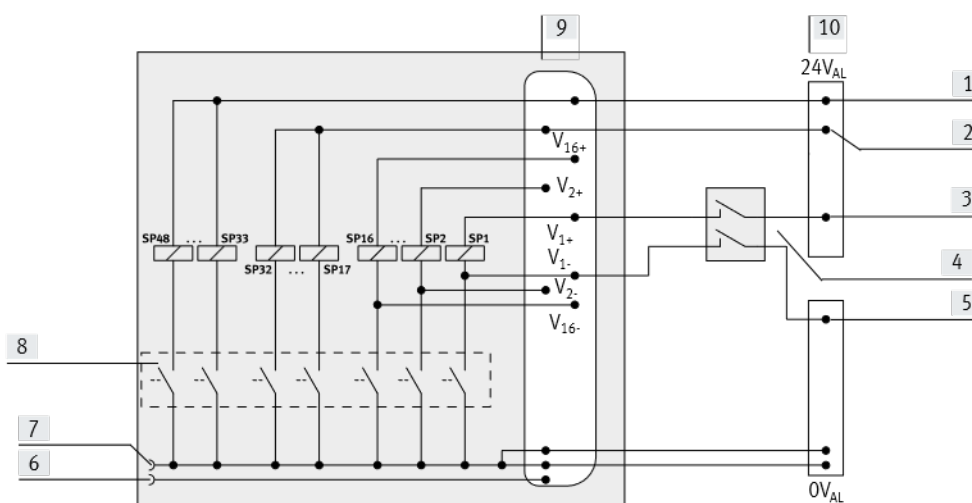 9
10
24VAL
1
2
V16+
V2+
3
SP48 ... SP33
SP16 ... SP2 SP1
V1+
V1-
4
SP32 ... SP17
V2-
5
V16-
8
7
6
0VAL